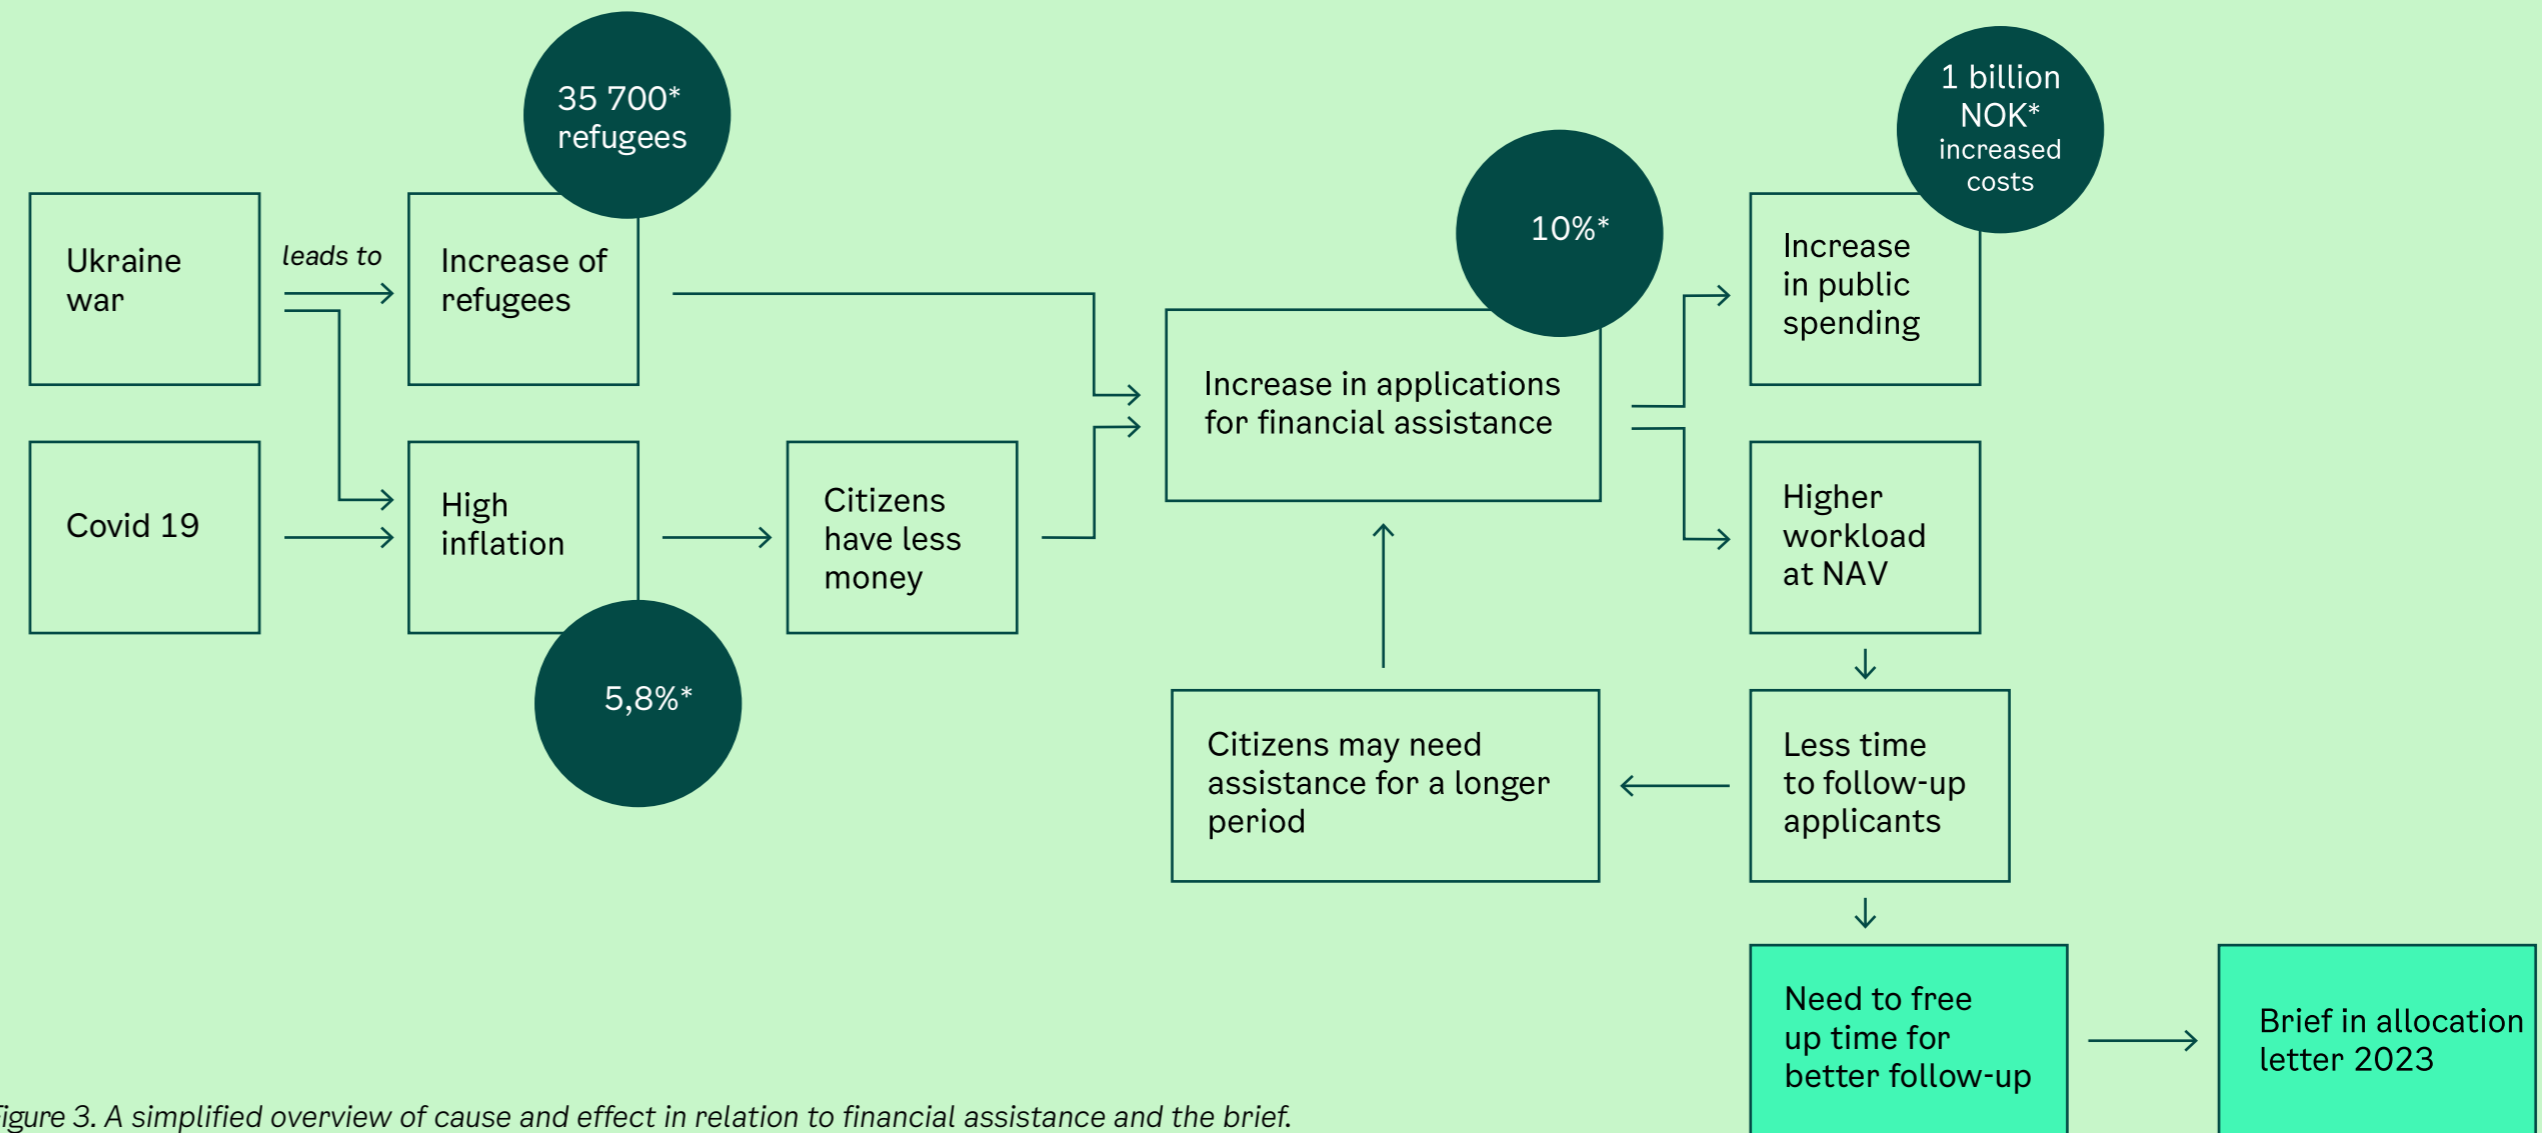 35 700*
refugees
1 billion
NOK*
increased
costs
10%*
Ukraine
war
leads to
Increase of
refugees
Increase
in public
spending
Increase in applications
for financial assistance
Covid 19
High
inflation
Citizens
have less
money
Higher
workload
at NAV
5,8%*
Citizens may need
assistance for a longer
period
Less time
to follow-up
applicants
Need to free
up time for
better follow-up
Brief in allocation
letter 2023
igure 3. A simplified overview of cause and effect in relation to financial assistance and the brief.